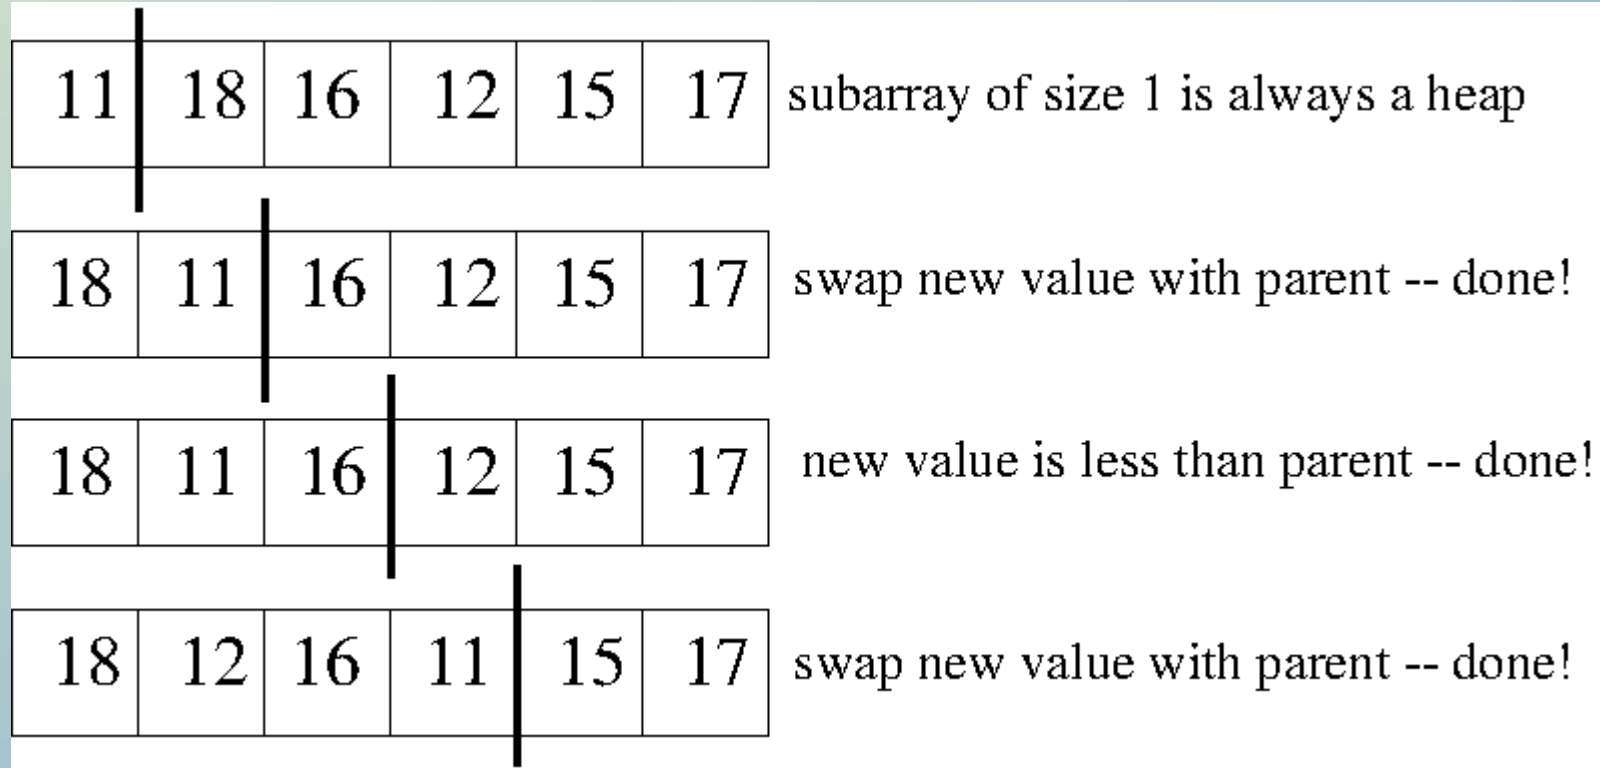 11 18 16 12 15 17 subarray of size 1 is always a heap
18 11 16 12 15 17 swap new value with parent -- done!
18 11 16 12 15 17 new value is less than parent -- done!
18 12 16 11 15 17 swap new value with parent -- done!